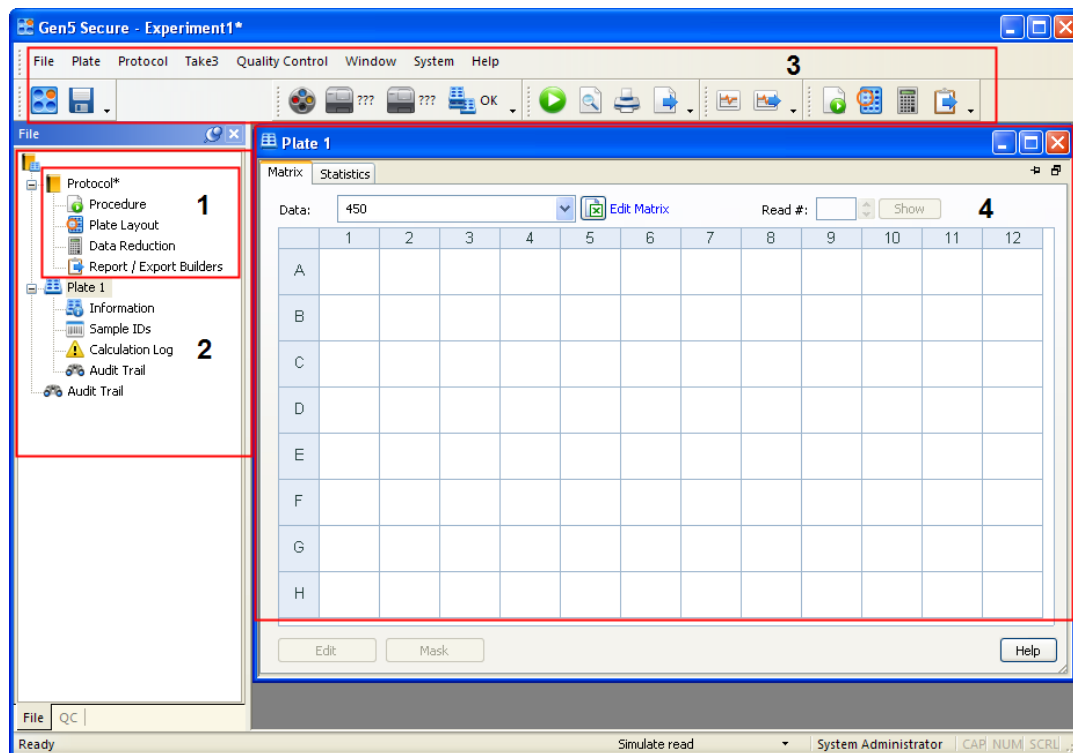 Gen5 Secure - Experiment1*
File Plate Protocol Take3 Quality Control Window System Help
3
??? ??? OK
File
Plate 1
Protocol*
Procedure
1
Plate Layout
Data Reduction
Report / Export Builders
Plate 1
Information
Sample IDs
Calculation Log
2
Audit Trail
Audit Trail
Matrix Statistics
Data: 450 Edit Matrix Read #: Show 4
1 2 3 4 5 6 7 8 9 10 11 12
A
B
C
D
E
F
G
H
Edit Mask Help
File QC
Ready Simulate read System Administrator CAP NUM SCRL